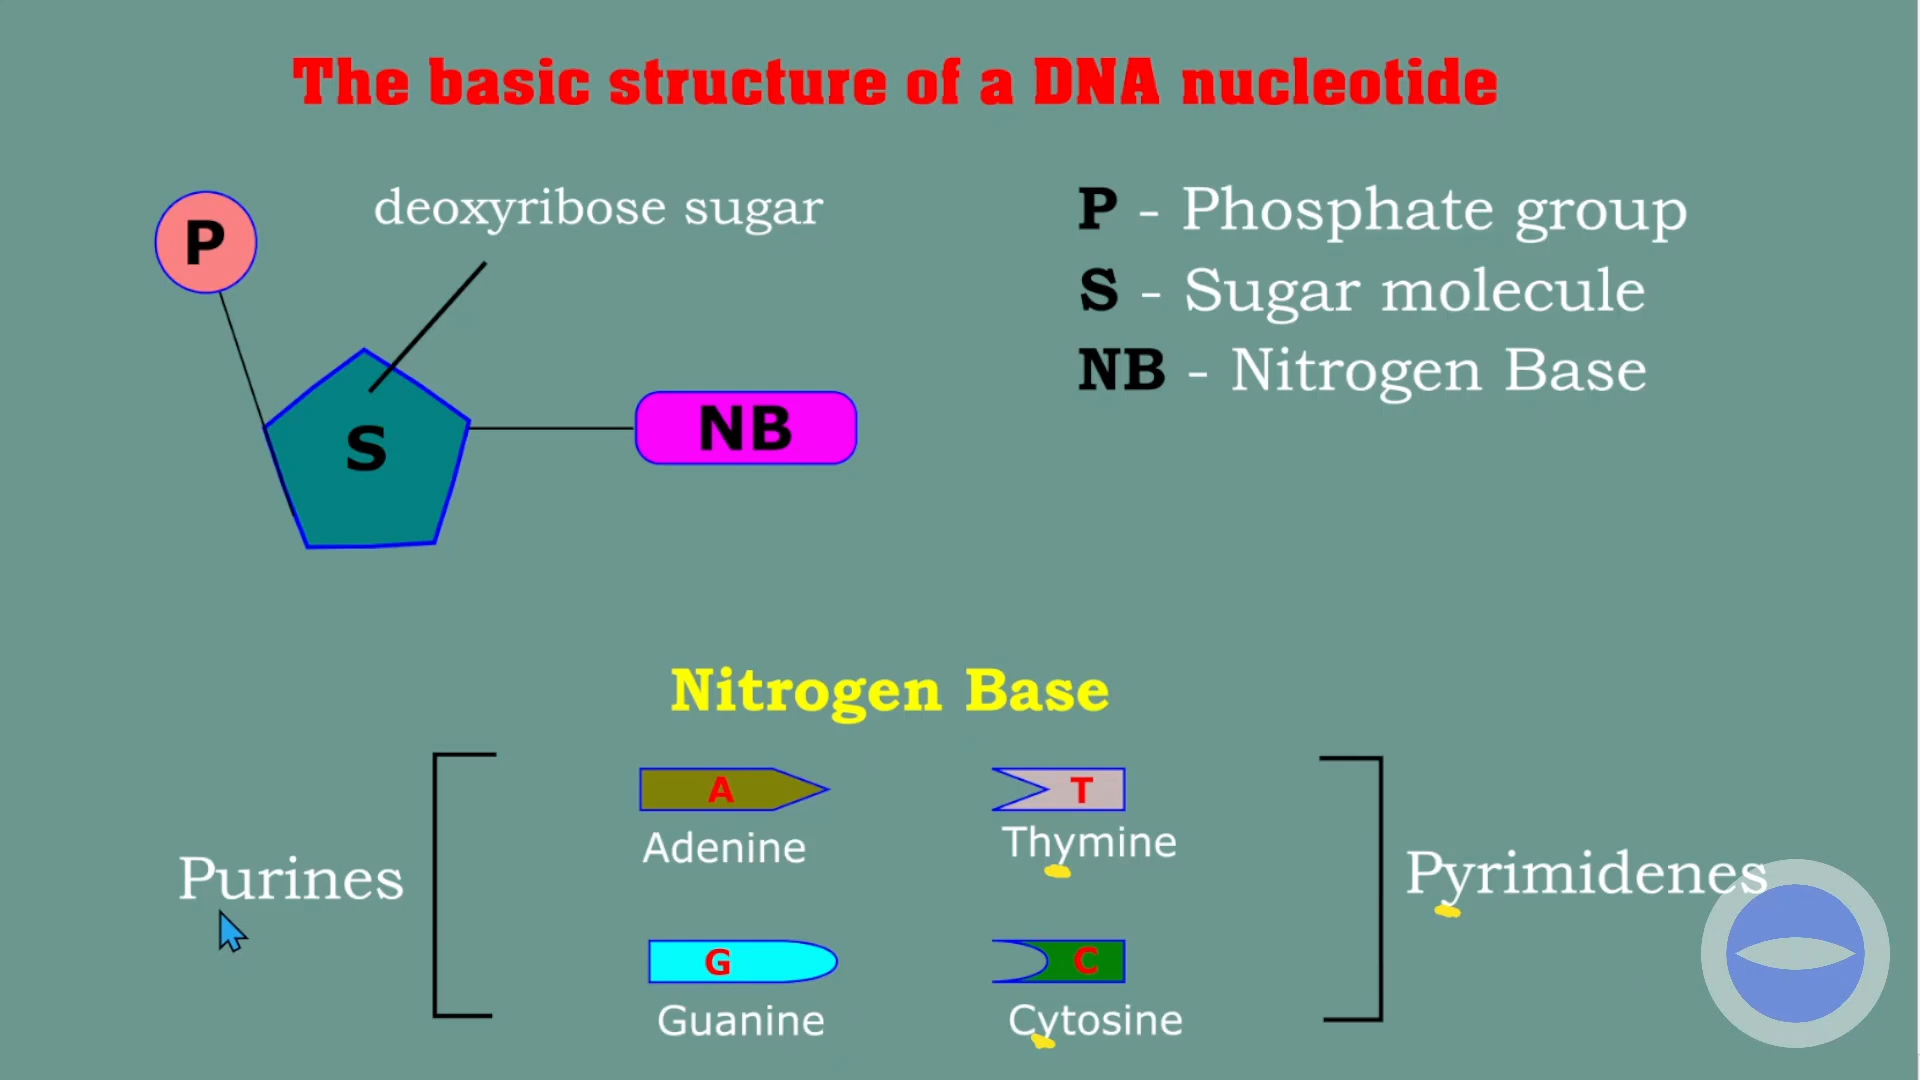 The basic structure of a DNA nucleotide
P
deoxyribose sugar
S
NB
P - Phosphate group
S - Sugar molecule
NB - Nitrogen Base
Nitrogen Base
Purines
A
Adenine
T
Thymine
G
Guanine
C
Cytosine
Pyrimidenes